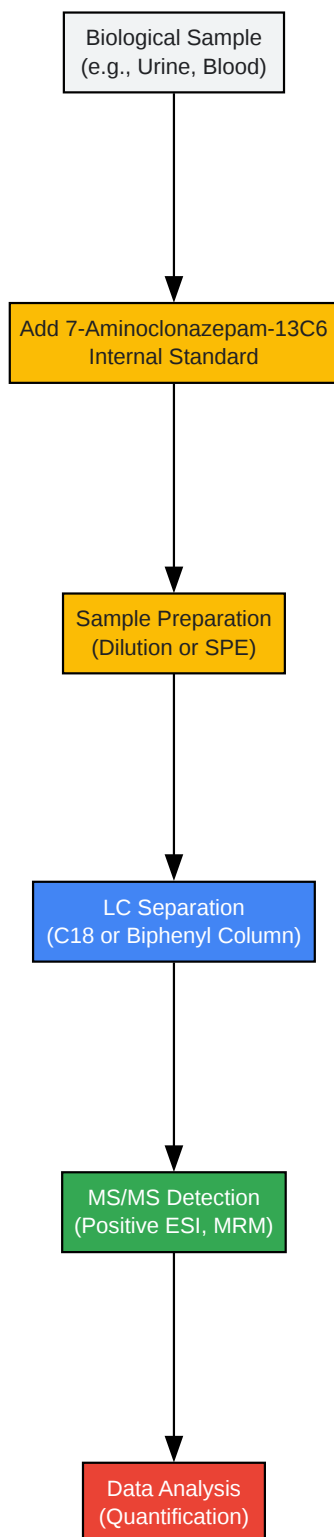 Biological Sample
(e.g., Urine, Blood)
Add 7-Aminoclonazepam-13C6
Internal Standard
Sample Preparation
(Dilution or SPE)
LC Separation
(C18 or Biphenyl Column)
MS/MS Detection
(Positive ESI, MRM)
Data Analysis
(Quantification)